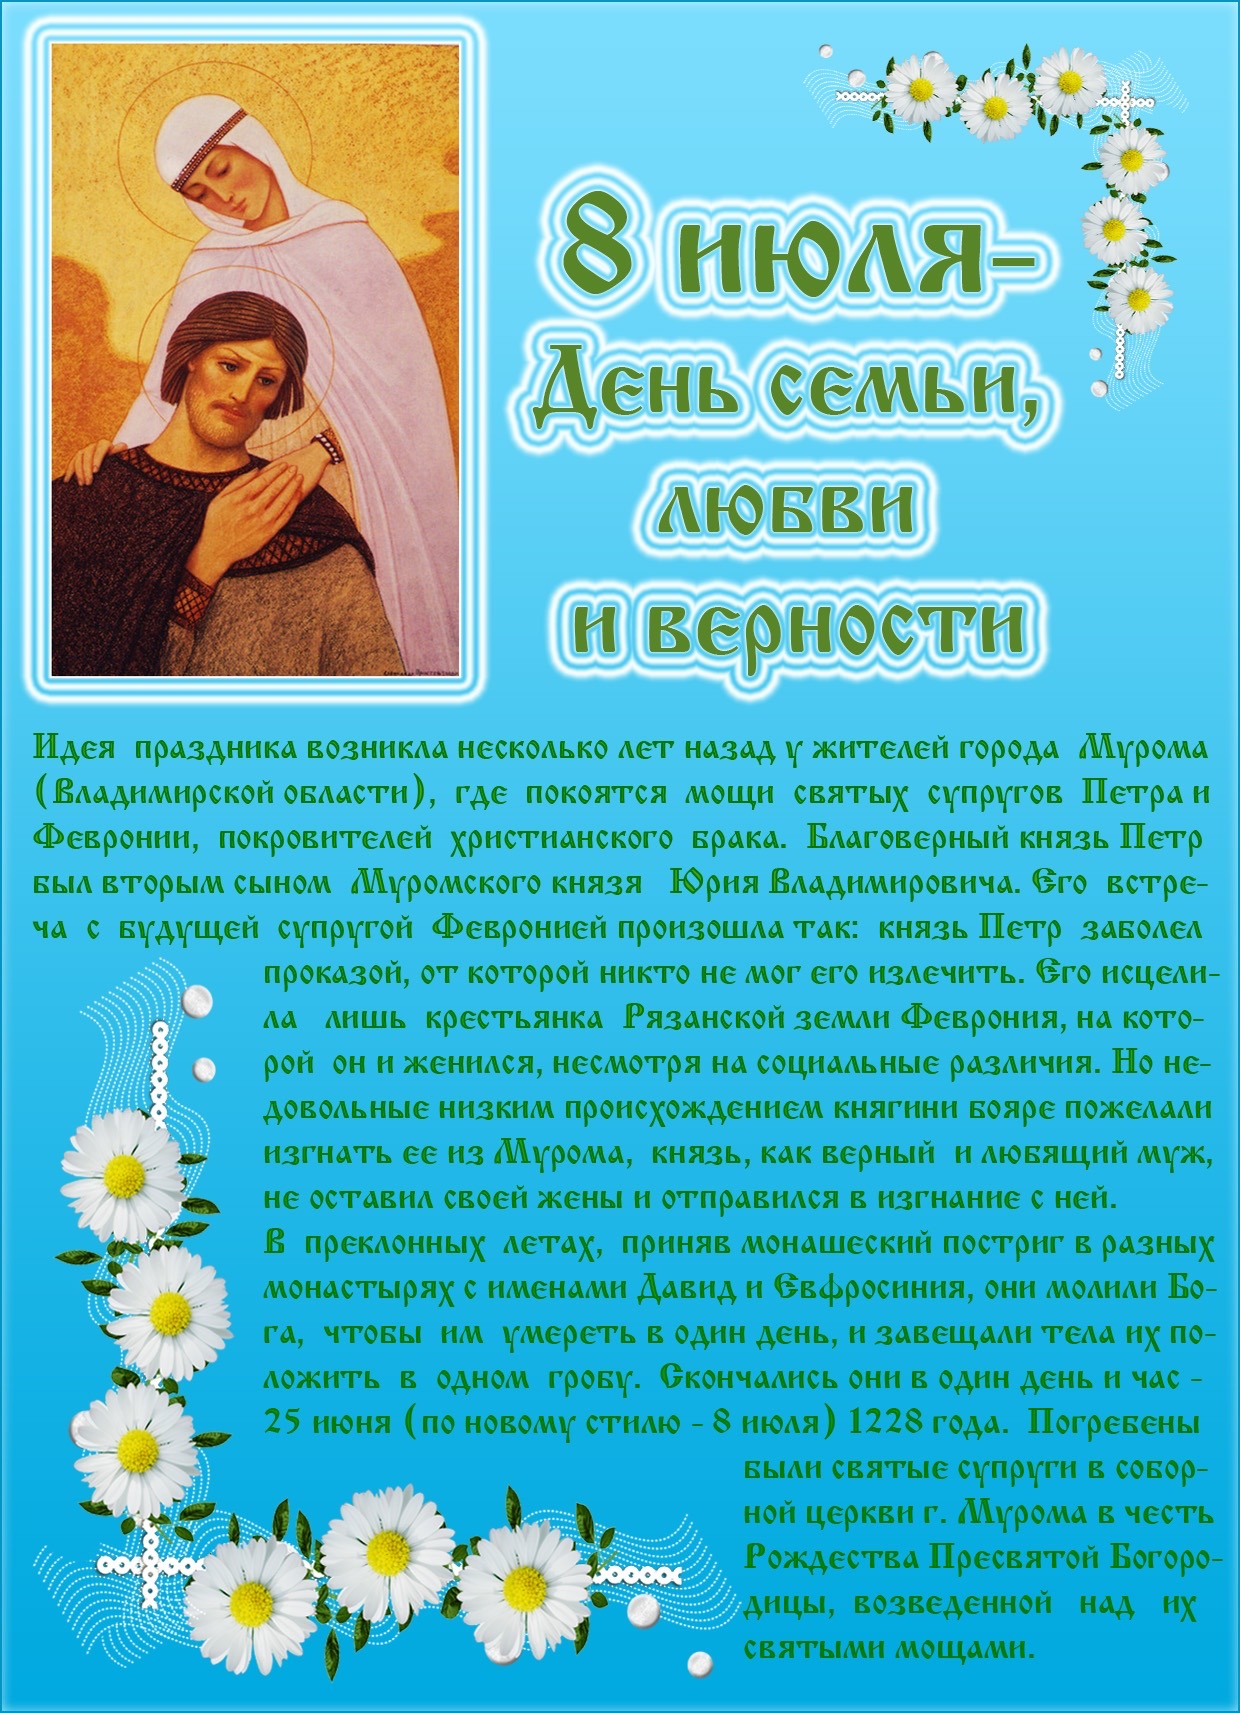 8 июля-
День семьи,
любви
и верности
Идея праздника возникла несколько лет назад у жителей города Мурома
(Владимирской области), где покоятся мощи святых супругов Петра и
Февронии, покровителей христианского брака. Благоверный князь Петр
был вторым сыном Муромского князя Юрия Владимировича. Его встре-
ча с будущей супругой Февронией произошла так: князь Петр заболел
проказой, от которой никто не мог его излечить. Его исцели-
ла лишь крестьянка Рязанской земли Феврония, на кото-
рой он и женился, несмотря на социальные различия. Но не-
довольные низким происхождением княгини бояре пожелали
изгнать ее из Мурома, князь, как верный и любящий муж,
не оставил своей жены и отправился в изгнание с ней.
В преклонных летах, приняв монашеский постриг в разных
монастырях с именами Давид и Евфросиния, они молили Бо-
га, чтобы им умереть в один день, и завещали тела их по-
ложить в одном гробу. Скончались они в один день и час -
25 июня (по новому стилю - 8 июля) 1228 года. Погребены
были святые супруги в собор-
ной церкви г. Мурома в честь
Рождества Пресвятой Богоро-
дицы, возведенной над их
святыми мощами.